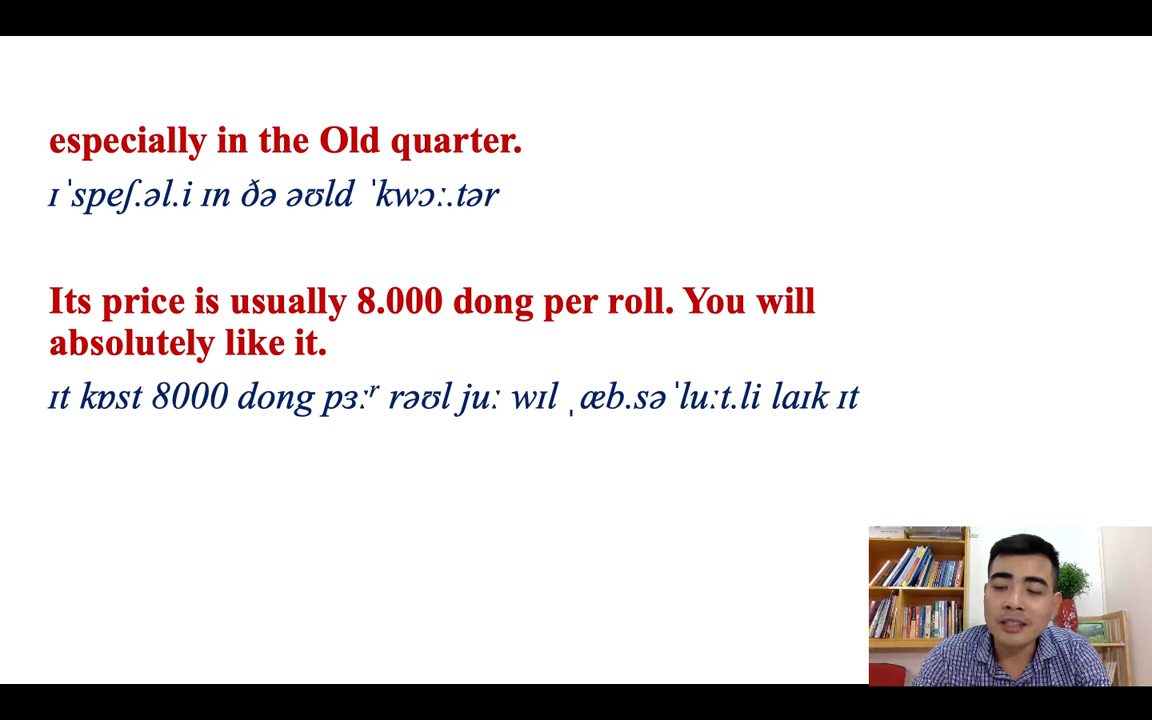 especially in the Old quarter.
ɪˈspeʃ.əl.i ɪn ðə əʊld ˈkwɔː.tər
Its price is usually 8.000 dong per roll. You will
absolutely like it.
ɪt kɒst 8000 dong pɜːʳ rəʊl juː wɪl ˌæb.səˈluːt.li laɪk ɪt